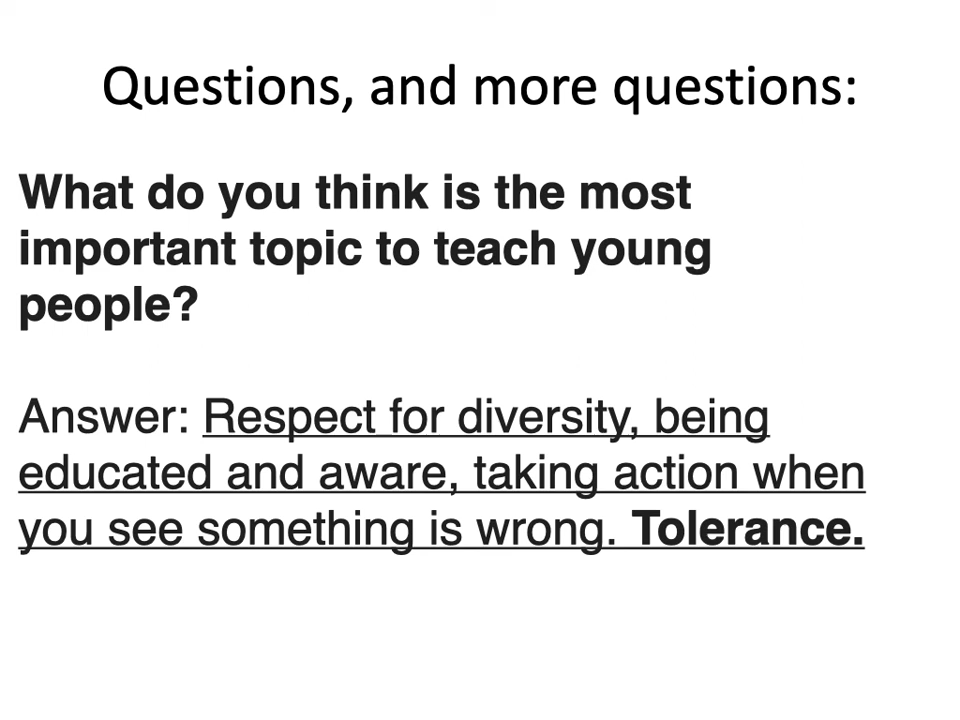 Questions, and more questions:
What do you think is the most
important topic to teach young
people?
Answer: Respect for diversity, being
educated and aware, taking action when
you see something is wrong. Tolerance.